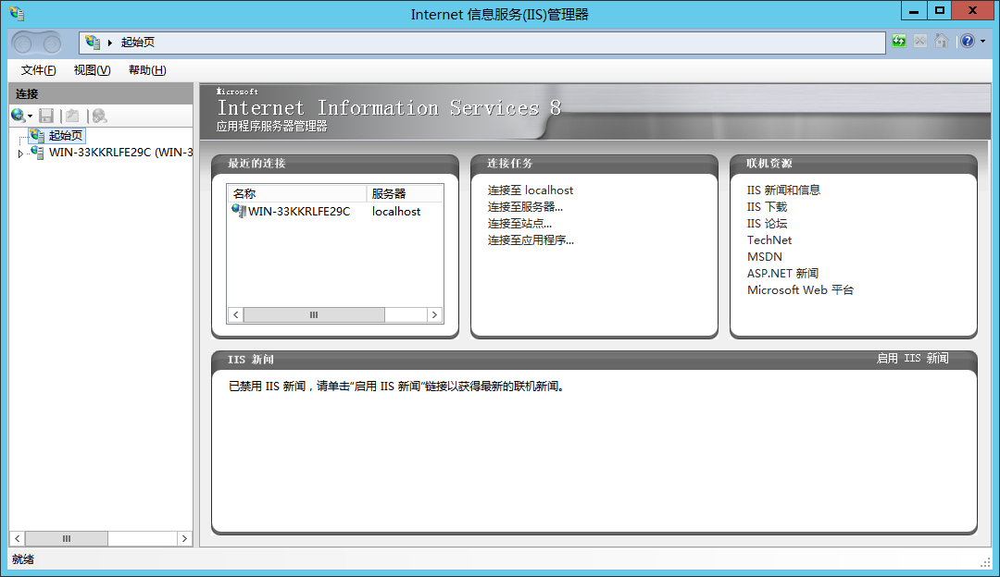 Internet 信息服务(IIS)管理器
起始页
文件(F) 视图(V) 帮助(H)
连接
起始页
WIN-33KKRLFE29C (WIN-3
Microsoft
Internet Information Services 8
应用程序服务器管理器
最近的连接
名称 服务器
WIN-33KKRLFE29C localhost
连接任务
连接至 localhost
连接至服务器...
连接至站点...
连接至应用程序...
联机资源
IIS 新闻和信息
IIS 下载
IIS 论坛
TechNet
MSDN
ASP.NET 新闻
Microsoft Web 平台
IIS 新闻 启用 IIS 新闻
已禁用 IIS 新闻，请单击“启用 IIS 新闻”链接以获得最新的联机新闻。
就绪